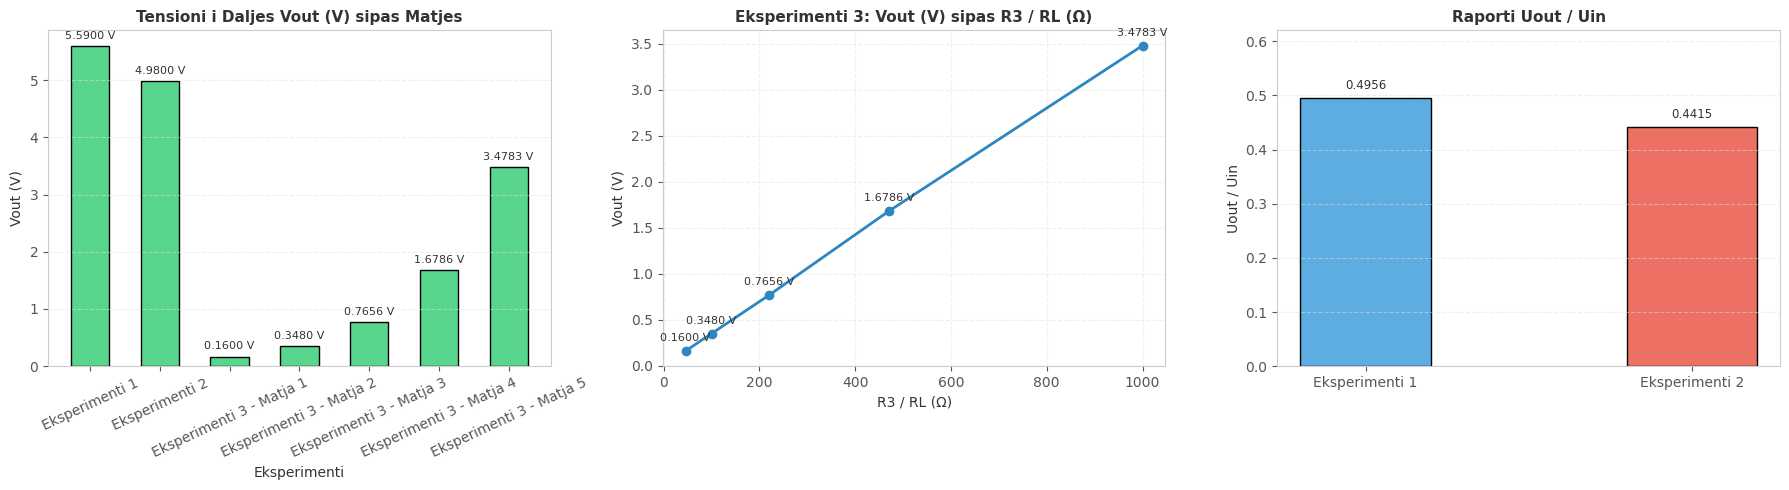 Tensioni i Daljes Vout (V) sipas Matjes
5.5900 V
4.9800 V
0.1600 V
0.3480 V
0.7656 V
1.6786 V
3.4783 V
Vout (V)
5
4
3
2
1
0
Eksperimenti 1
Eksperimenti 2
Eksperimenti 3 - Matja 1
Eksperimenti 3 - Matja 2
Eksperimenti 3 - Matja 3
Eksperimenti 3 - Matja 4
Eksperimenti 3 - Matja 5
Eksperimenti
Eksperimenti 3: Vout (V) sipas R3 / RL (Ω)
3.4783 V
1.6786 V
0.7656 V
0.3480 V
0.1600 V
Vout (V)
3.5
3.0
2.5
2.0
1.5
1.0
0.5
0.0
0
200
400
600
800
1000
R3 / RL (Ω)
Raporti Uout / Uin
0.4956
0.4415
Uout / Uin
0.6
0.5
0.4
0.3
0.2
0.1
0.0
Eksperimenti 1
Eksperimenti 2